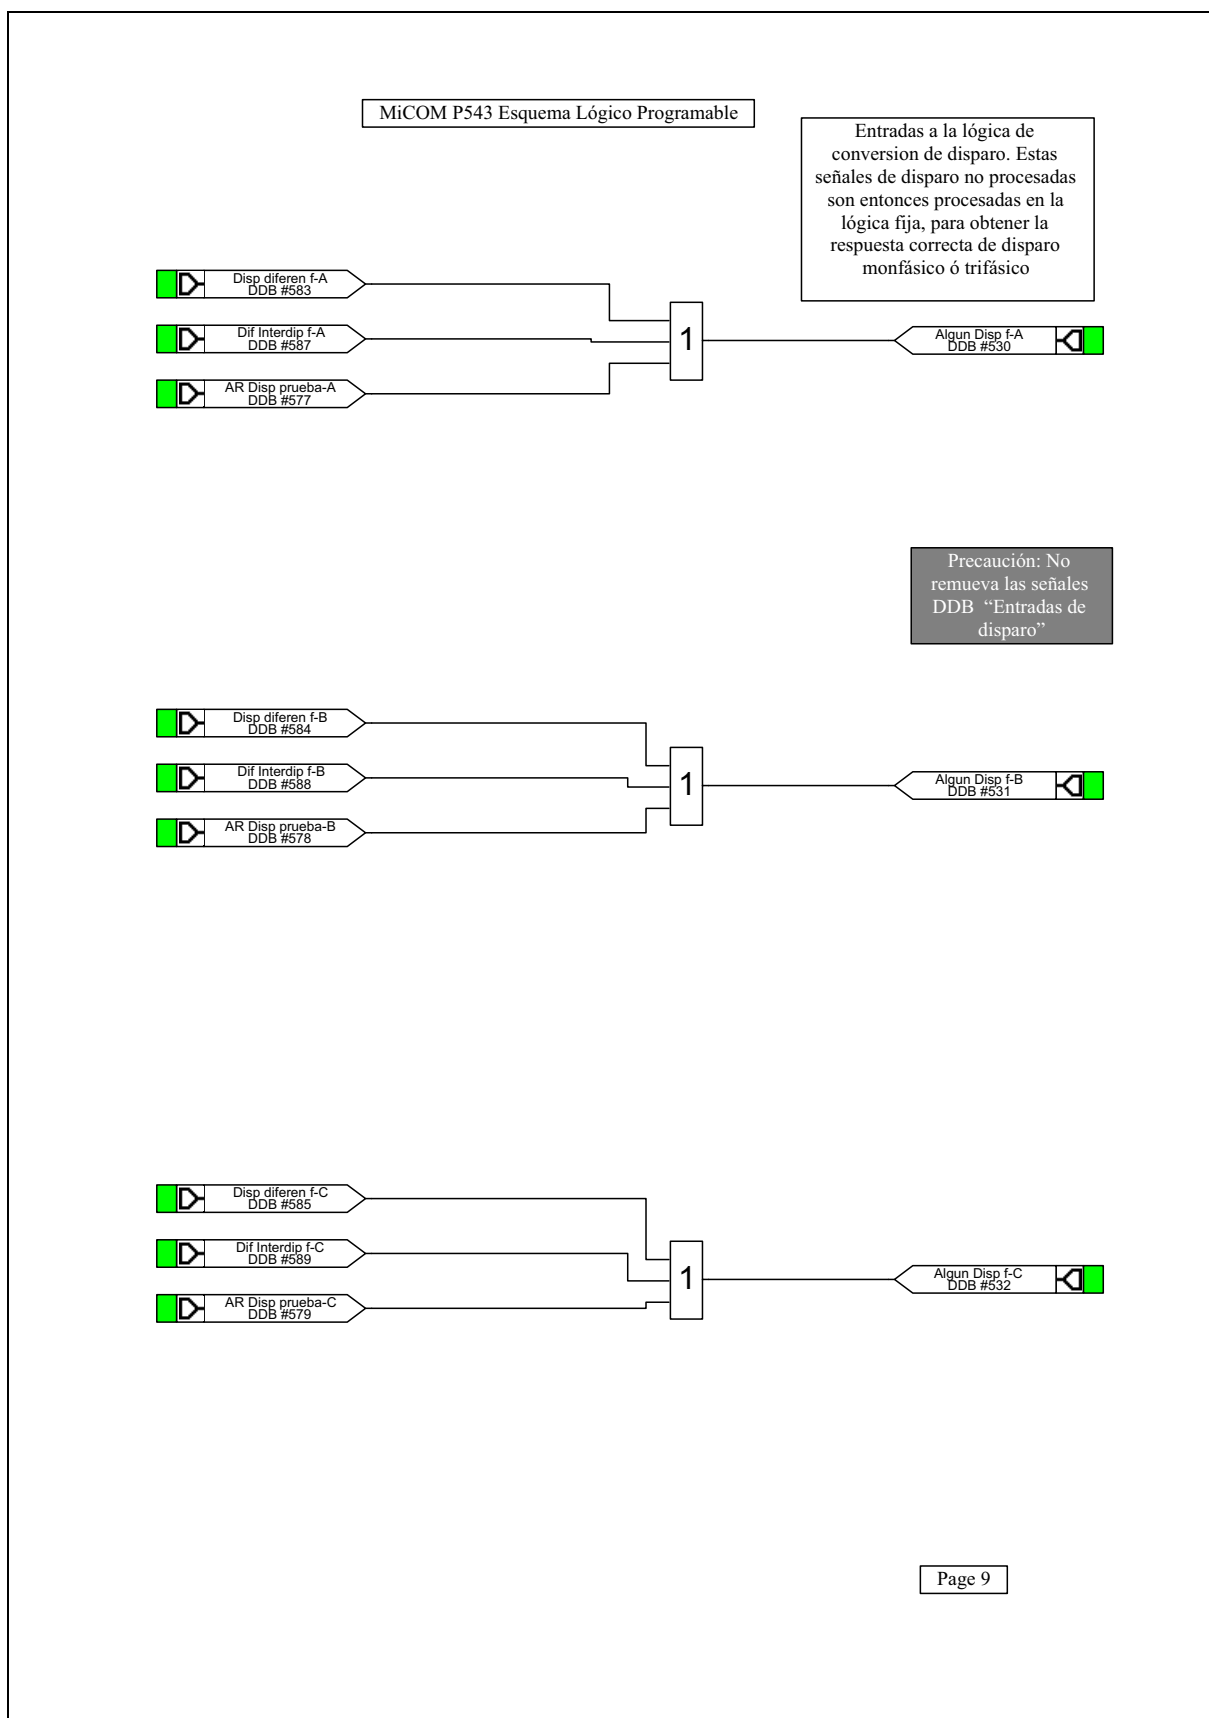 MiCOM P543 Esquema Lógico Programable
Entradas a la lógica de
conversion de disparo. Estas
señales de disparo no procesadas
son entonces procesadas en la
lógica fija, para obtener la
respuesta correcta de disparo
monfásico ó trifásico
Disp diferen f-A
DDB #583
Dif Interdip f-A
DDB #587
AR Disp prueba-A
DDB #577
1
Algun Disp f-A
DDB #530
Precaución: No
remueva las señales
DDB “Entradas de
disparo”
Disp diferen f-B
DDB #584
Dif Interdip f-B
DDB #588
AR Disp prueba-B
DDB #578
1
Algun Disp f-B
DDB #531
Disp diferen f-C
DDB #585
Dif Interdip f-C
DDB #589
AR Disp prueba-C
DDB #579
1
Algun Disp f-C
DDB #532
Page 9